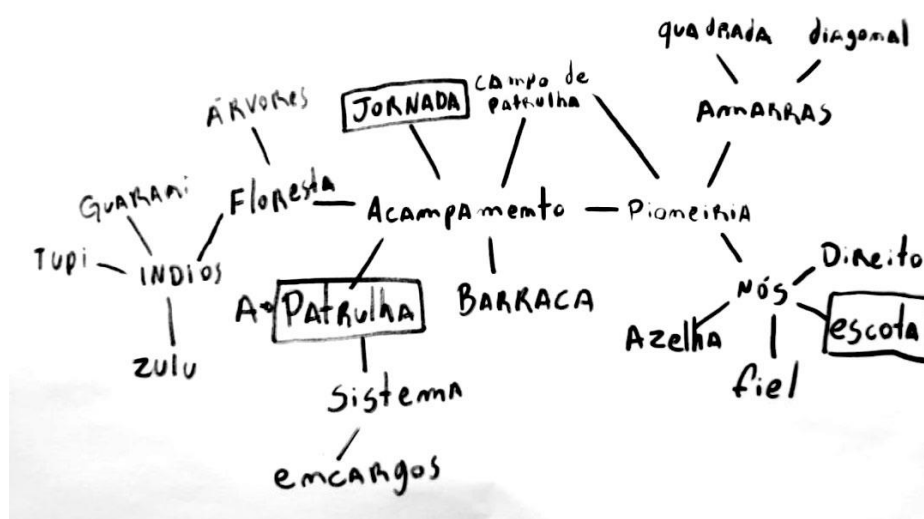 quadrada diagonal
ÁRVORES
JORNADA
campo de
patrulha
AMARRAS
GUARANi
Floresta
Acampamento
Pioneiria
Tupi
INDIOS
Direito
Nós
A
PATRulha
BARRACA
escota
Azelha
zulu
fiel
Sistema
encargos